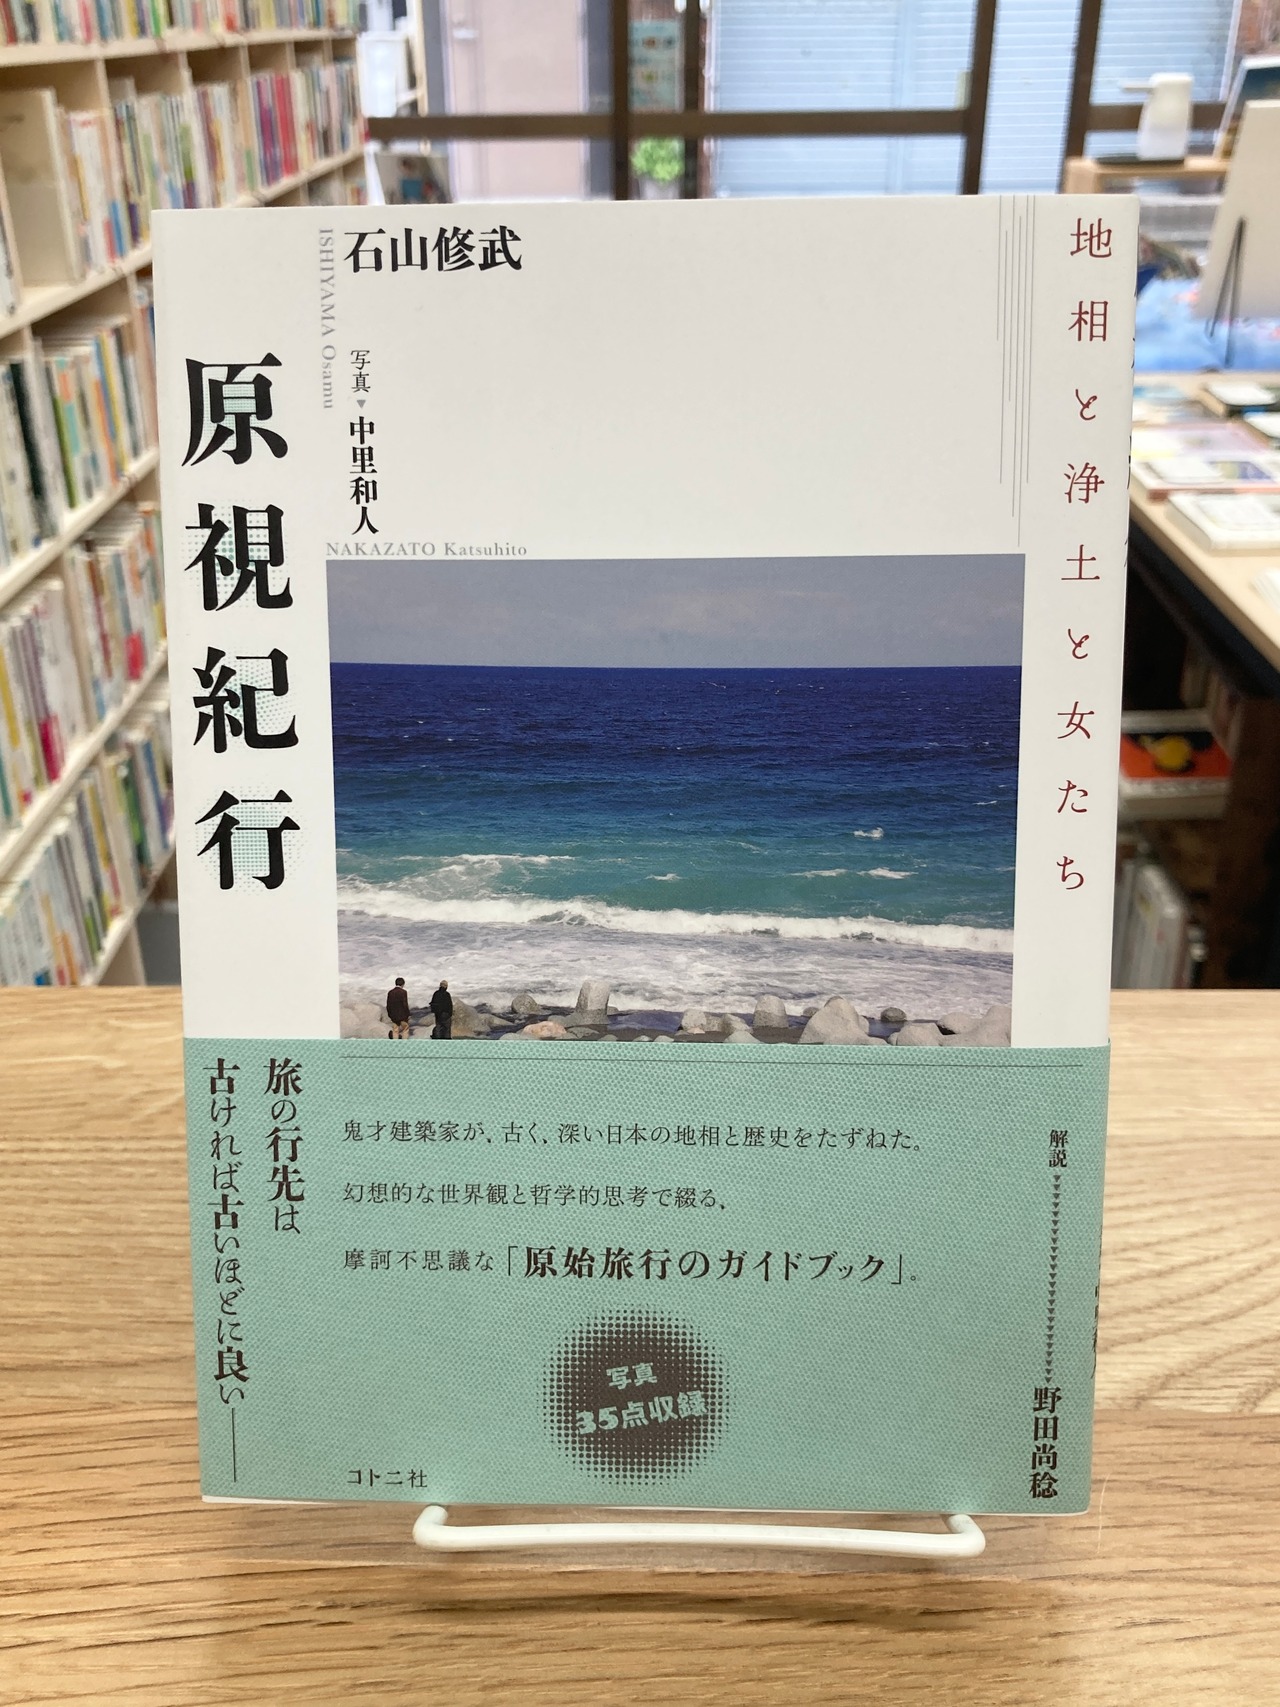 石山修武
ISHIYAMA Osamu
写真▼中里和人
NAKAZATO Katsuhito
原視紀行
地相と浄土と女たち
旅の行先は
古ければ古いほどに良い――
鬼才建築家が、古く、深い日本の地相と歴史をたずねた。
幻想的な世界観と哲学的思考で綴る、
摩訶不思議な「原始旅行のガイドブック」。
写真
35点収録
コトニ社
解説
野田尚稔